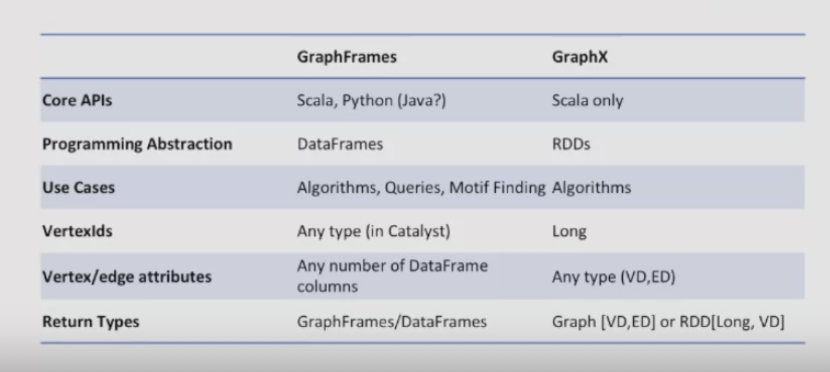 GraphFrames GraphX
Core APIs Scala, Python (Java?) Scala only
Programming Abstraction DataFrames RDDs
Use Cases Algorithms, Queries, Motif Finding Algorithms
VertexIds Any type (in Catalyst) Long
Vertex/edge attributes Any number of DataFrame columns Any type (VD,ED)
Return Types GraphFrames/DataFrames Graph [VD,ED] or RDD[Long, VD]